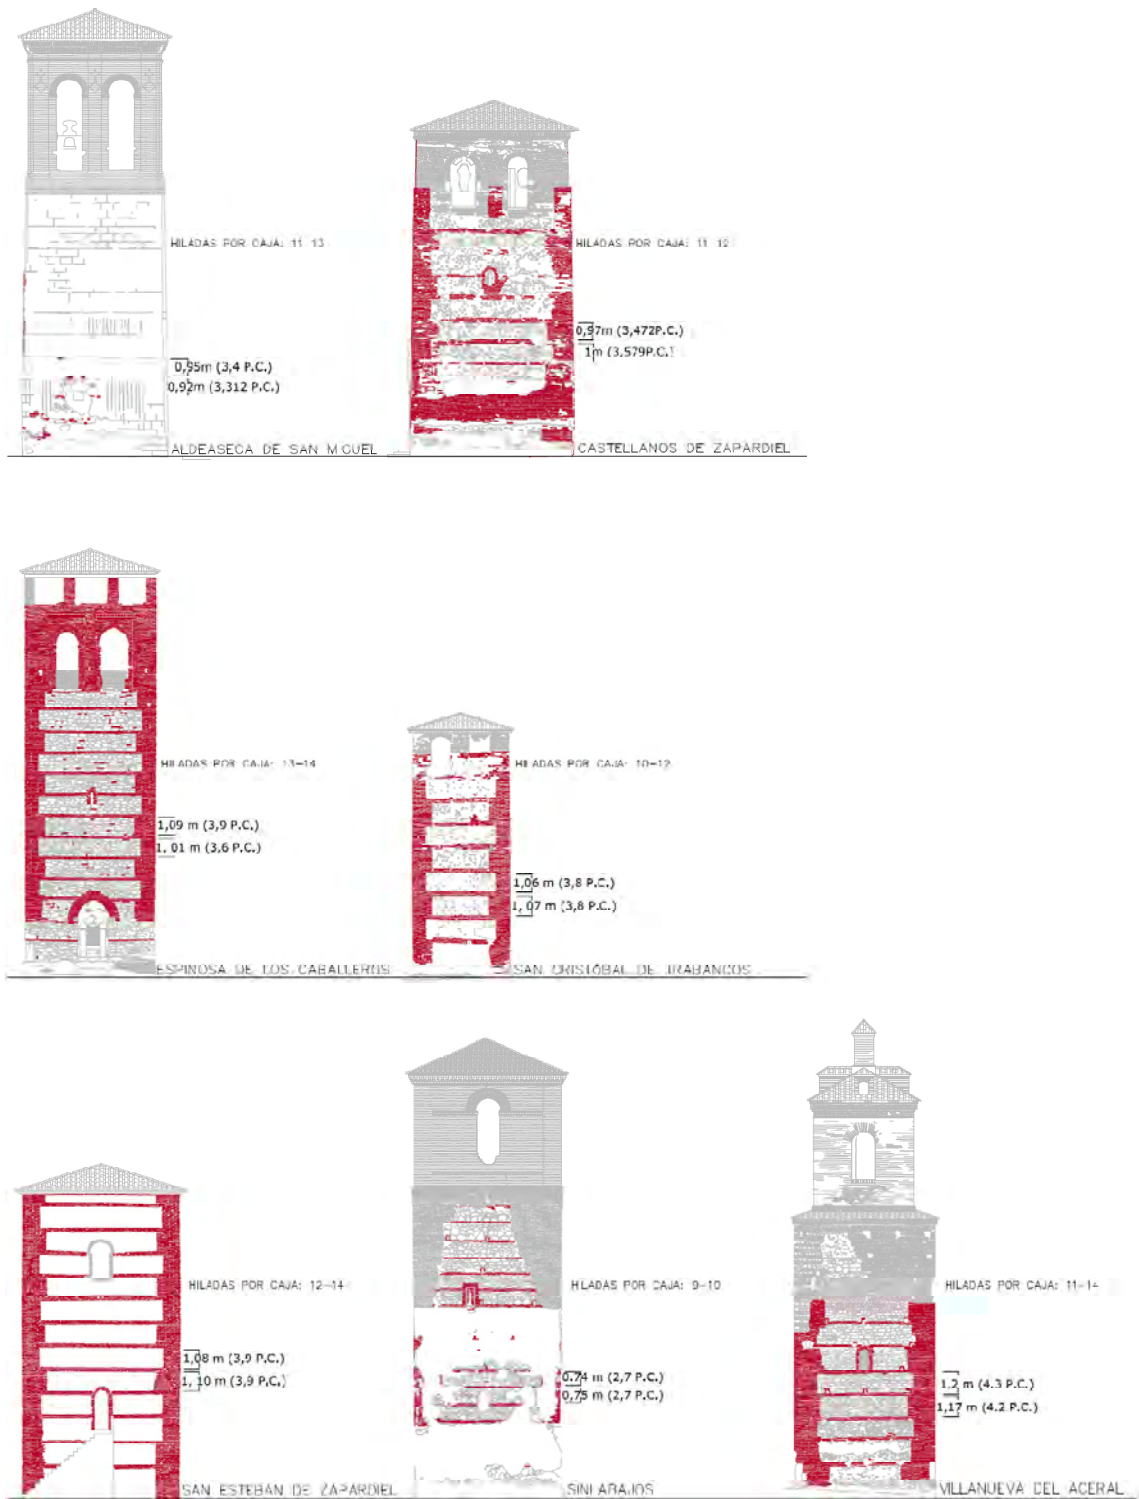 HILADAS POR CAJA: 11-13
HILADAS POR CAJA: 11-12
0,97m (3,472P.C.)
1m (3.579P.C.)
0,95m (3,4 P.C.)
0,92m (3,312 P.C.)
ALDEASECA DE SAN MIGUEL
CASTELLANOS DE ZAPARDIEL
HILADAS POR CAJA: 13-14
HILADAS POR CAJA: 10-12
1,09 m (3,9 P.C.)
1, 01 m (3,6 P.C.)
1,06 m (3,8 P.C.)
1, 07 m (3,8 P.C.)
ESPINOSA DE LOS CABALLEROS
SAN CRISTÓBAL DE TRABANCOS
HILADAS POR CAJA: 12-14
HILADAS POR CAJA: 9-10
HILADAS POR CAJA: 11-14
1,08 m (3,9 P.C.)
1, 10 m (3,9 P.C.)
0.74 m (2,7 P.C.)
0,75 m (2,7 P.C.)
1.2 m (4.3 P.C.)
1,17 m (4.2 P.C.)
SAN ESTEBAN DE ZAPARDIEL
SINLABAJOS
VILLANUEVA DEL ACERAL